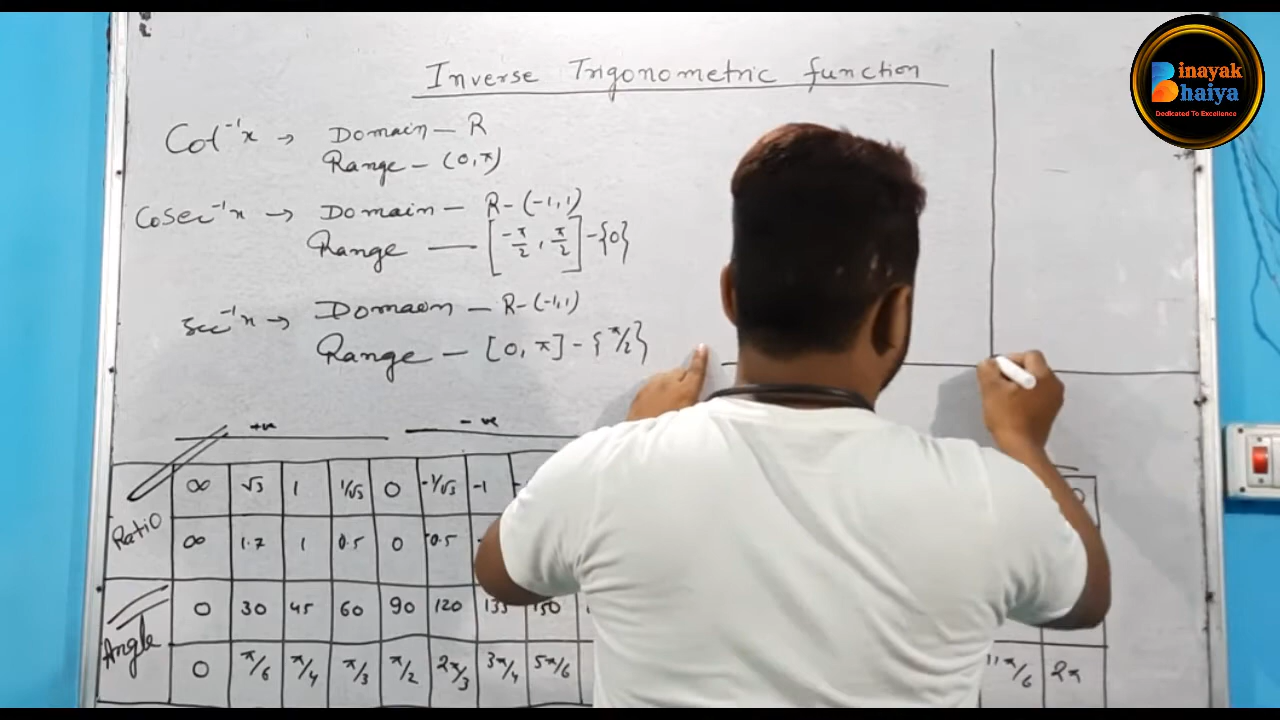 Inverse Trigonometric function
Binayak
Bhaiya
Dedicated To Excellence
Cot⁻¹x → Domain – R
Range – (0, π)
Cosec⁻¹x → Domain – R-(-1,1)
Range — [-π/2, π/2] - {0}
Sec⁻¹x → Domain – R-(-1,1)
Range – [0, π] - {π/2}
+ve - ve
Ratio ∞ √3 1 1/√3 0 -1/√3 -1
∞ 1.7 1 0.5 0 -0.5
Angle 0 30 45 60 90 120 135 150
0 π/6 π/4 π/3 π/2 2π/3 3π/4 5π/6 11π/6 2π